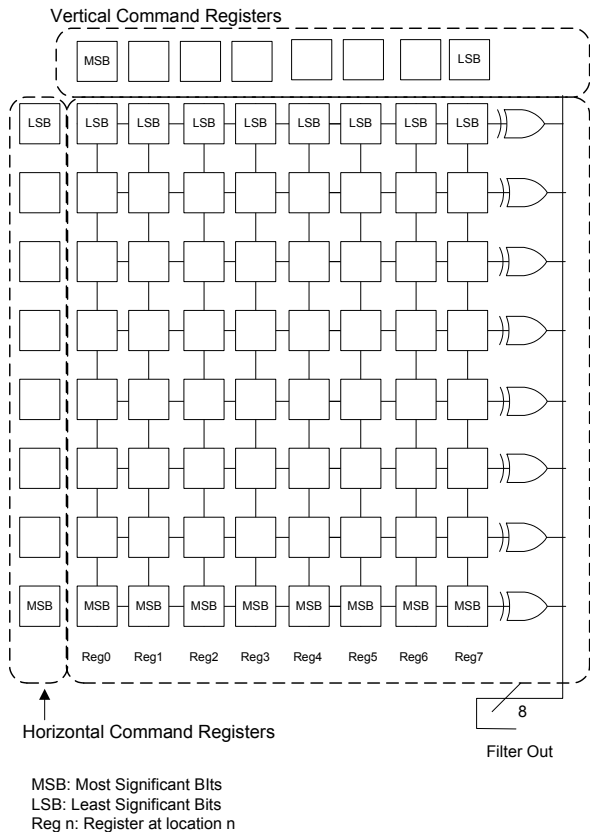 Vertical Command Registers
MSB LSB
LSB LSB LSB LSB LSB LSB LSB LSB LSB
MSB MSB MSB MSB MSB MSB MSB MSB MSB
Reg0 Reg1 Reg2 Reg3 Reg4 Reg5 Reg6 Reg7
8
Horizontal Command Registers
Filter Out
MSB: Most Significant BIts
LSB: Least Significant Bits
Reg n: Register at location n